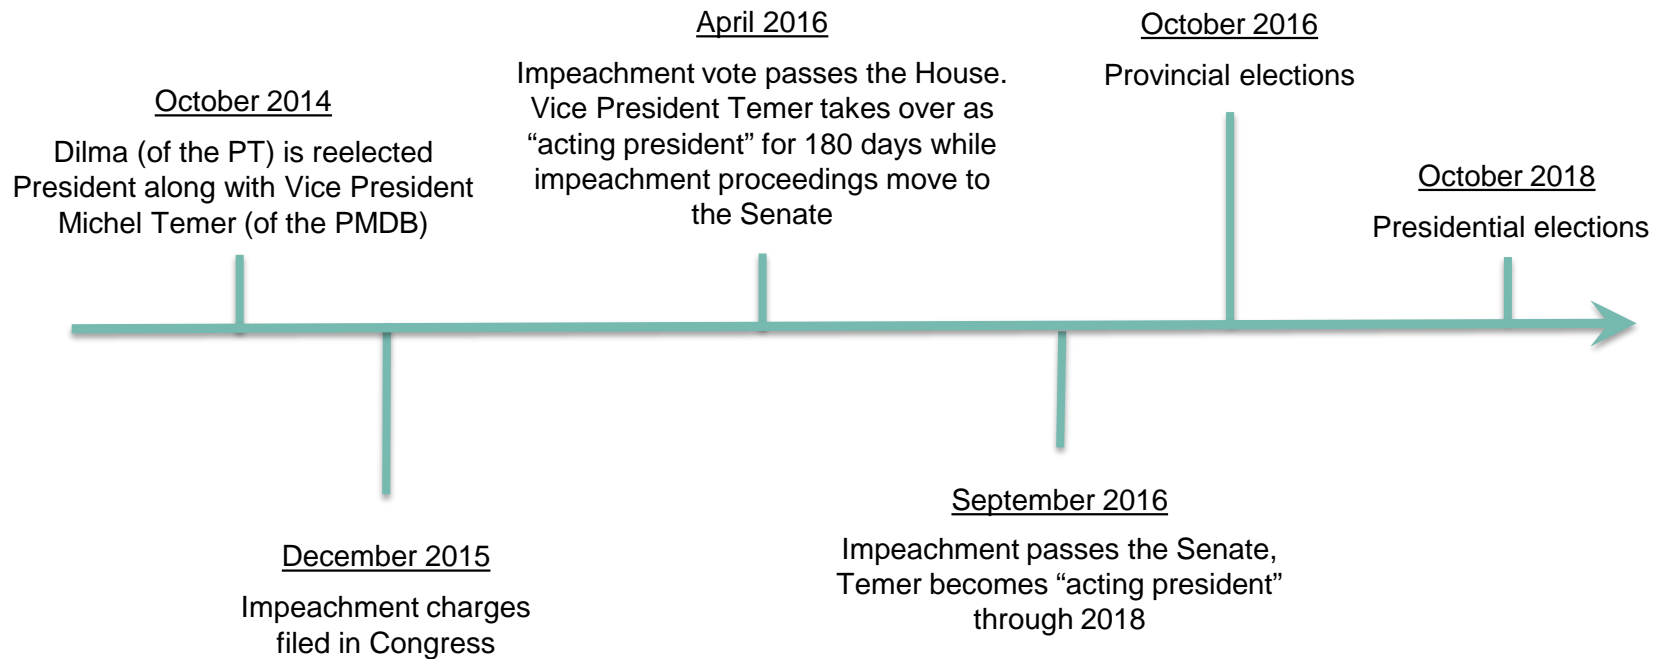 October 2014
Dilma (of the PT) is reelected
President along with Vice President
Michel Temer (of the PMDB)
December 2015
Impeachment charges
filed in Congress
April 2016
Impeachment vote passes the House.
Vice President Temer takes over as
“acting president” for 180 days while
impeachment proceedings move to
the Senate
September 2016
Impeachment passes the Senate,
Temer becomes “acting president”
through 2018
October 2016
Provincial elections
October 2018
Presidential elections